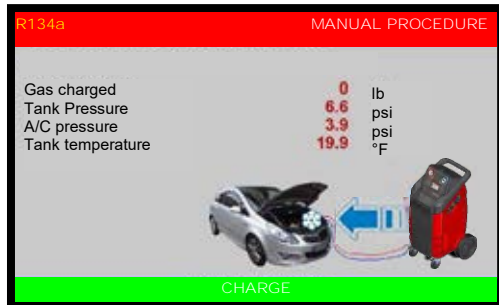 R134a MANUAL PROCEDURE
Gas charged 0 lb
Tank Pressure 6.6 psi
A/C pressure 3.9 psi
Tank temperature 19.9 °F
CHARGE